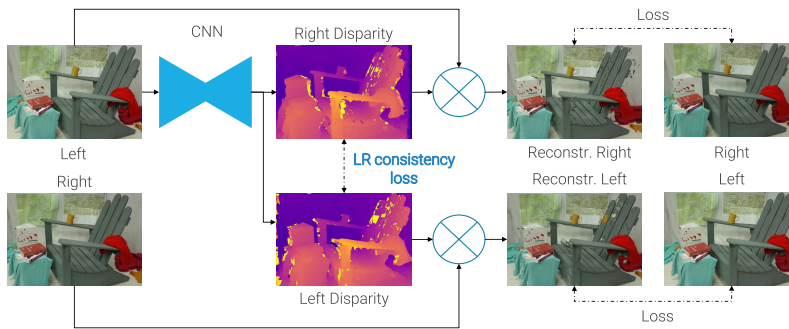 Loss
CNN
Right Disparity
Left
Reconstr. Right
Right
LR consistency
loss
Right
Reconstr. Left
Left
Left Disparity
Loss